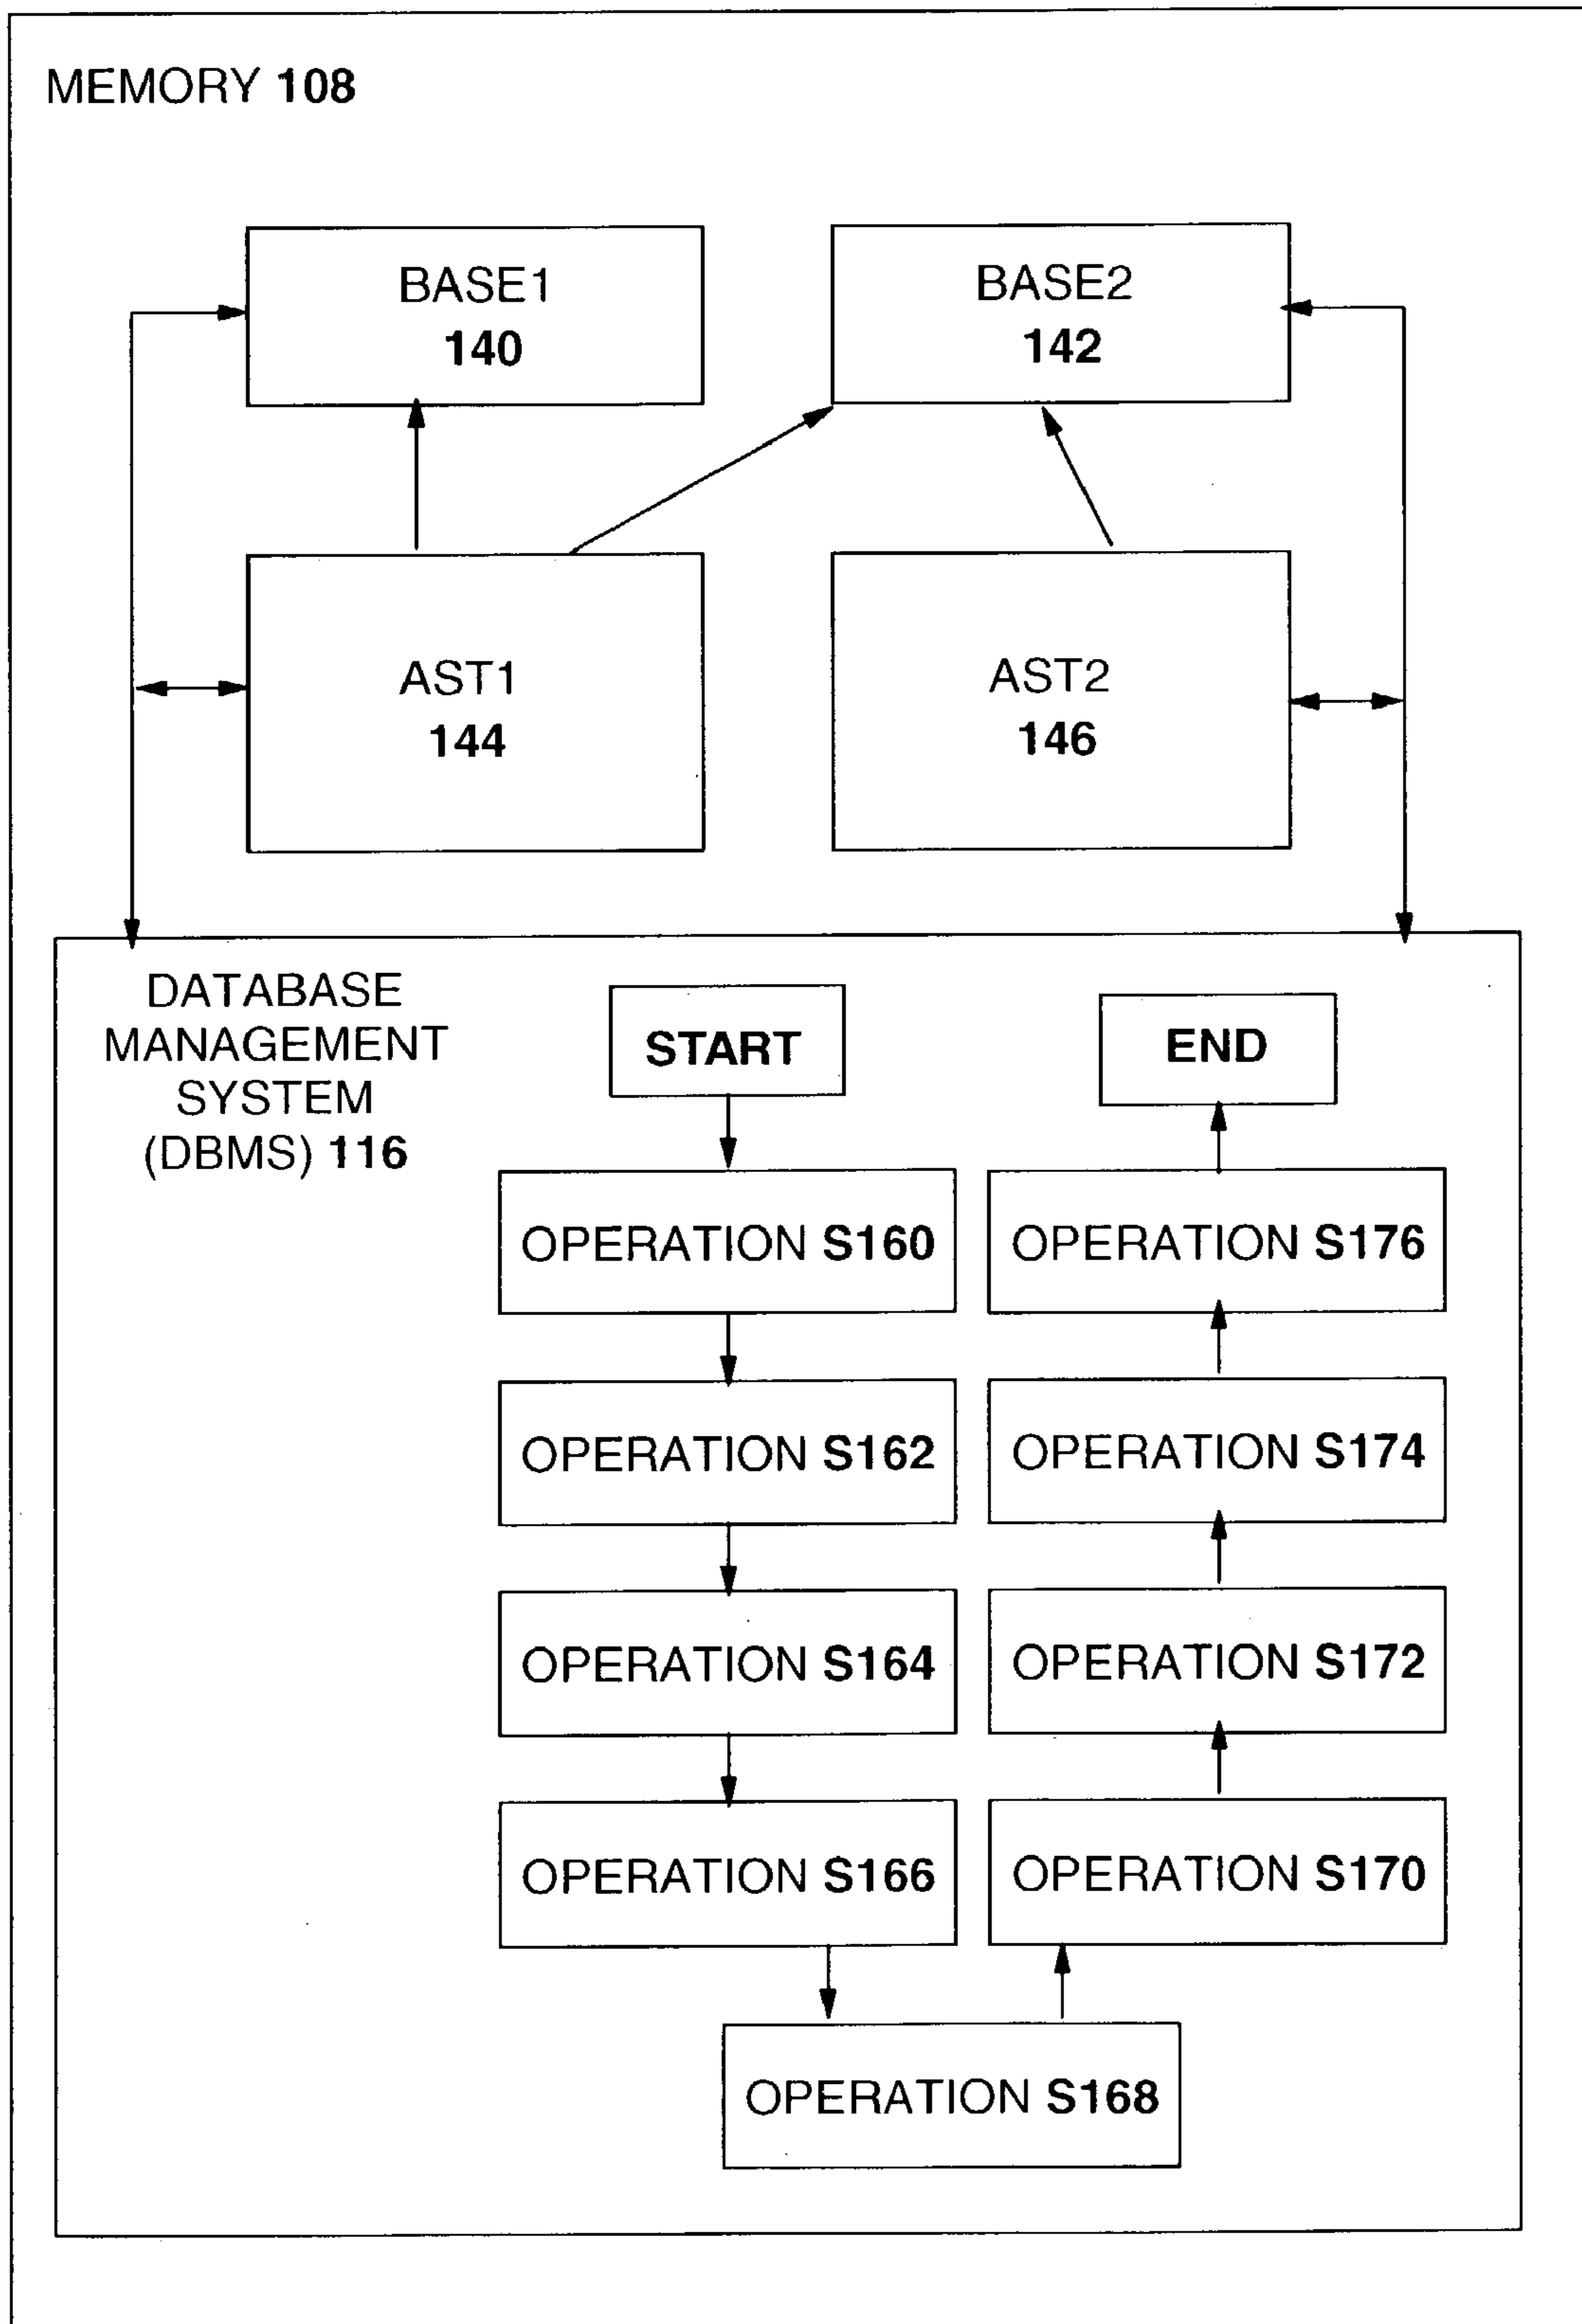 MEMORY 108
BASE1
140
BASE2
142
AST1
144
AST2
146
DATABASE
MANAGEMENT
SYSTEM
(DBMS) 116
START
OPERATION S160
OPERATION S162
OPERATION S164
OPERATION S166
OPERATION S168
OPERATION S170
OPERATION S172
OPERATION S174
OPERATION S176
END